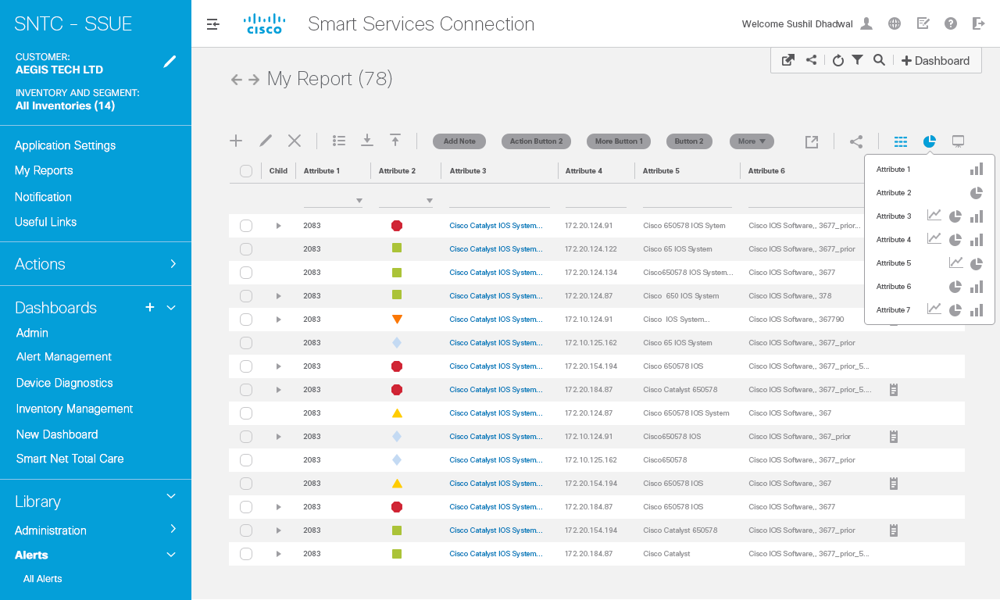 SNTC – SSUE
CUSTOMER:
AEGIS TECH LTD
INVENTORY AND SEGMENT:
All Inventories (14)
Application Settings
My Reports
Notification
Useful Links
Actions
Dashboards
Admin
Alert Management
Device Diagnostics
Inventory Management
New Dashboard
Smart Net Total Care
Library
Administration
Alerts
All Alerts
CISCO
Smart Services Connection
Welcome Sushil Dhadwal
Dashboard
My Report (78)
Add Note Action Button 2 More Button 1 Button 2 More
Child Attribute 1 Attribute 2 Attribute 3 Attribute 4 Attribute 5 Attribute 6
2083 Cisco Catalyst IOS System... 172.20.124.91 Cisco 650578 IOS Sytem Cisco IOS Software,, 3677_prior...
2083 Cisco Catalyst IOS System... 172.20.124.122 Cisco 65 IOS System Cisco IOS Software,, 3677_prior
2083 Cisco Catalyst IOS System... 172.20.124.134 Cisco650578 IOS System... Cisco IOS Software,, 3677
2083 Cisco Catalyst IOS System... 172.20.124.87 Cisco 650 IOS System Cisco IOS Software,, 378
2083 Cisco Catalyst IOS System... 172.10.124.91 Cisco IOS System... Cisco IOS Software,, 367790
2083 Cisco Catalyst IOS System... 172.10.125.162 Cisco 65 IOS System Cisco IOS Software,, 3677_prior
2083 Cisco Catalyst IOS System... 172.20.154.194 Cisco 650578 IOS Cisco IOS Software,, 3677_prior_5...
2083 Cisco Catalyst IOS System... 172.20.184.87 Cisco Catalyst 650578 Cisco IOS Software,, 3677_prior_5....
2083 Cisco Catalyst IOS System... 172.20.124.87 Cisco 650578 IOS System Cisco IOS Software,, 367
2083 Cisco Catalyst IOS System... 172.10.124.91 Cisco650578 IOS Cisco IOS Software,, 367_prior
2083 Cisco Catalyst IOS System... 172.10.125.162 Cisco650578 Cisco IOS Software,, 3677_prior
2083 Cisco Catalyst IOS System... 172.20.154.194 Cisco 650578 IOS Cisco IOS Software,, 367
2083 Cisco Catalyst IOS System... 172.20.184.87 Cisco 650578 IOS Cisco IOS Software,, 3677
2083 Cisco Catalyst IOS System... 172.20.154.194 Cisco Catalyst 650578 Cisco IOS Software,, 3677_prior
2083 Cisco Catalyst IOS System... 172.20.184.87 Cisco Catalyst Cisco IOS Software,, 3677_prior_5...
Attribute 1
Attribute 2
Attribute 3
Attribute 4
Attribute 5
Attribute 6
Attribute 7